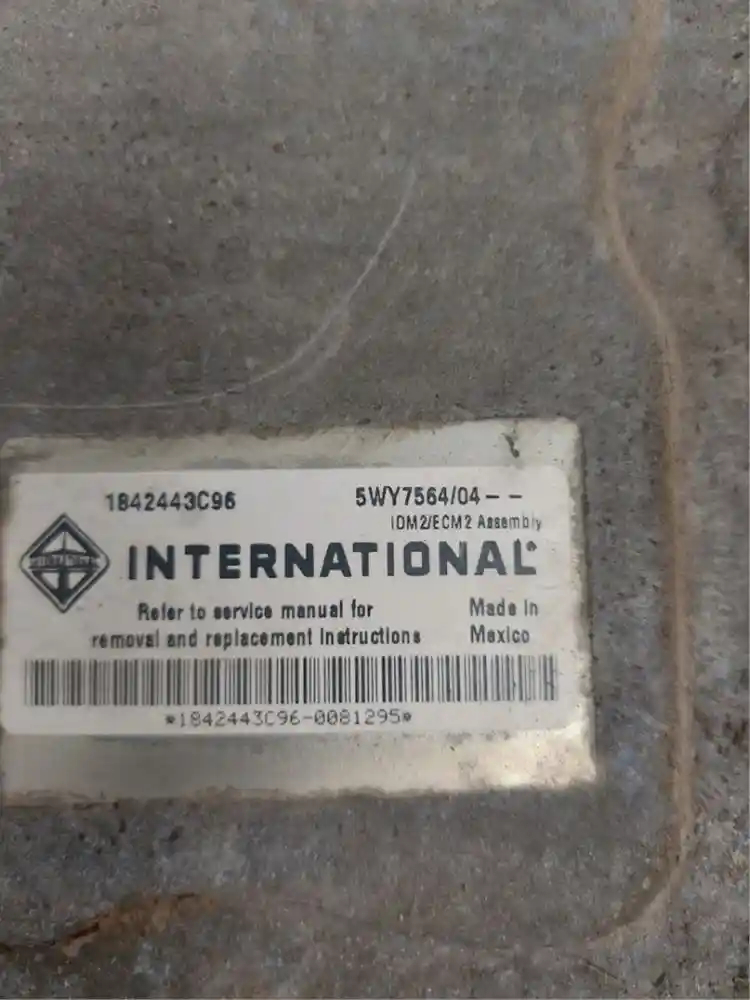 1842443C96 5WY7564/04--
IDM2/ECM2 Assembly
INTERNATIONAL®
Refer to service manual for Made in
removal and replacement instructions Mexico
*1842443C96-0081295*